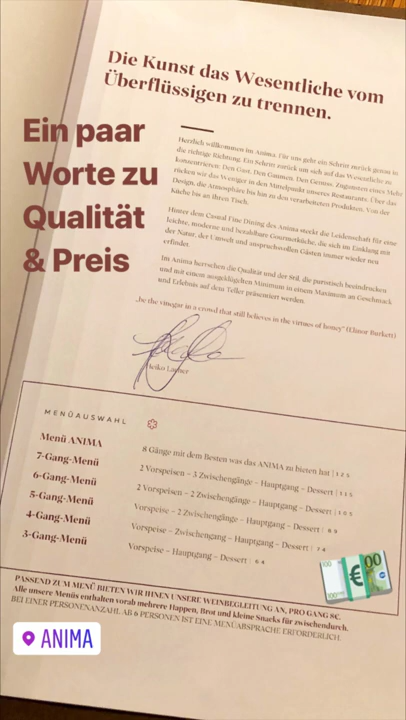 Die Kunst das Wesentliche vom
Überflüssigen zu trennen.
Ein paar
Worte zu
Qualität
& Preis
Herzlich willkommen im Anima. Für uns geht ein Schritt zurück genau in
die richtige Richtung. Ein Schritt zurück um sich auf das Wesentliche zu
konzentrieren: Den Gast. Den Gaumen. Den Genuss. Zugunsten eines Mehr
rücken wir das Weniger in den Mittelpunkt unseres Restaurants: Über das
Design, die Atmosphäre bis hin zu den verarbeiteten Produkten. Von der
Küche bis an Ihren Tisch.
Hinter dem Casual Fine Dining des Anima steckt die Leidenschaft für eine
leichte, moderne und bezahlbare Gourmetküche, die sich im Einklang mit
der Natur, der Umwelt und anspruchsvollen Gästen immer wieder neu
erfindet.
Im Anima herrschen die Qualität und der Stil, die puristisch beeindrucken
und mit einem ausgeklügelten Minimum in einem Maximum an Geschmack
und Erlebnis auf dem Teller präsentiert werden.
„be the vinegar in a crowd that still believes in the virtues of honey" (Elinor Burkett)
Heiko
MENÜAUSWAHL
Menü ANIMA 8 Gänge mit dem Besten was das ANIMA zu bieten hat | 125
7-Gang-Menü 2 Vorspeisen – 3 Zwischengänge – Hauptgang – Dessert | 115
6-Gang-Menü 2 Vorspeisen – 2 Zwischengänge – Hauptgang – Dessert | 105
5-Gang-Menü Vorspeise – 2 Zwischengänge – Hauptgang – Dessert | 89
4-Gang-Menü Vorspeise – Zwischengang – Hauptgang – Dessert | 74
3-Gang-Menü Vorspeise – Hauptgang – Dessert | 64
PASSEND ZUM MENÜ BIETEN WIR IHNEN UNSERE WEINBEGLEITUNG AN, PRO GANG 8€.
Alle unsere Menüs enthalten vorab mehrere Happen, Brot und kleine Snarks für zwischendurch.
BEI EINER PERSONENANZAHL AB 6 PERSONEN IST EINE MENÜABSPRACHE ERFORDERLICH
100
€
00
ANIMA